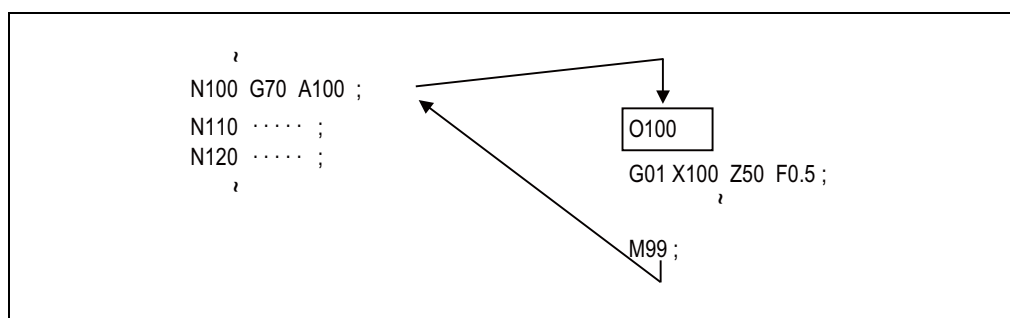 ~
N100 G70 A100 ;
N110 ····· ;
N120 ····· ;
~
O100
G01 X100 Z50 F0.5 ;
~
M99 ;